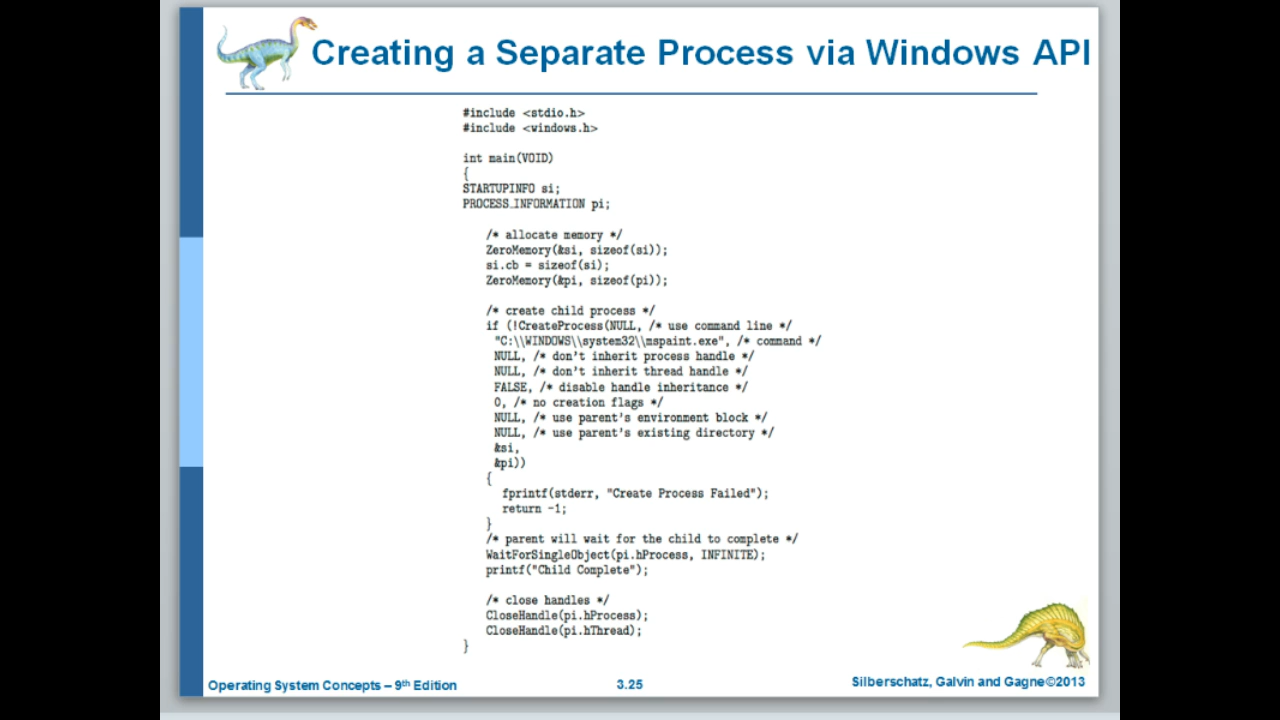 Creating a Separate Process via Windows API
#include <stdio.h>
#include <windows.h>
int main(VOID)
{
STARTUPINFO si;
PROCESS_INFORMATION pi;
/* allocate memory */
ZeroMemory(&si, sizeof(si));
si.cb = sizeof(si);
ZeroMemory(&pi, sizeof(pi));
/* create child process */
if (!CreateProcess(NULL, /* use command line */
"C:\\WINDOWS\\system32\\mspaint.exe", /* command */
NULL, /* don't inherit process handle */
NULL, /* don't inherit thread handle */
FALSE, /* disable handle inheritance */
0, /* no creation flags */
NULL, /* use parent's environment block */
NULL, /* use parent's existing directory */
&si,
&pi))
{
fprintf(stderr, "Create Process Failed");
return -1;
}
/* parent will wait for the child to complete */
WaitForSingleObject(pi.hProcess, INFINITE);
printf("Child Complete");
/* close handles */
CloseHandle(pi.hProcess);
CloseHandle(pi.hThread);
}
Operating System Concepts – 9th Edition
3.25
Silberschatz, Galvin and Gagne©2013